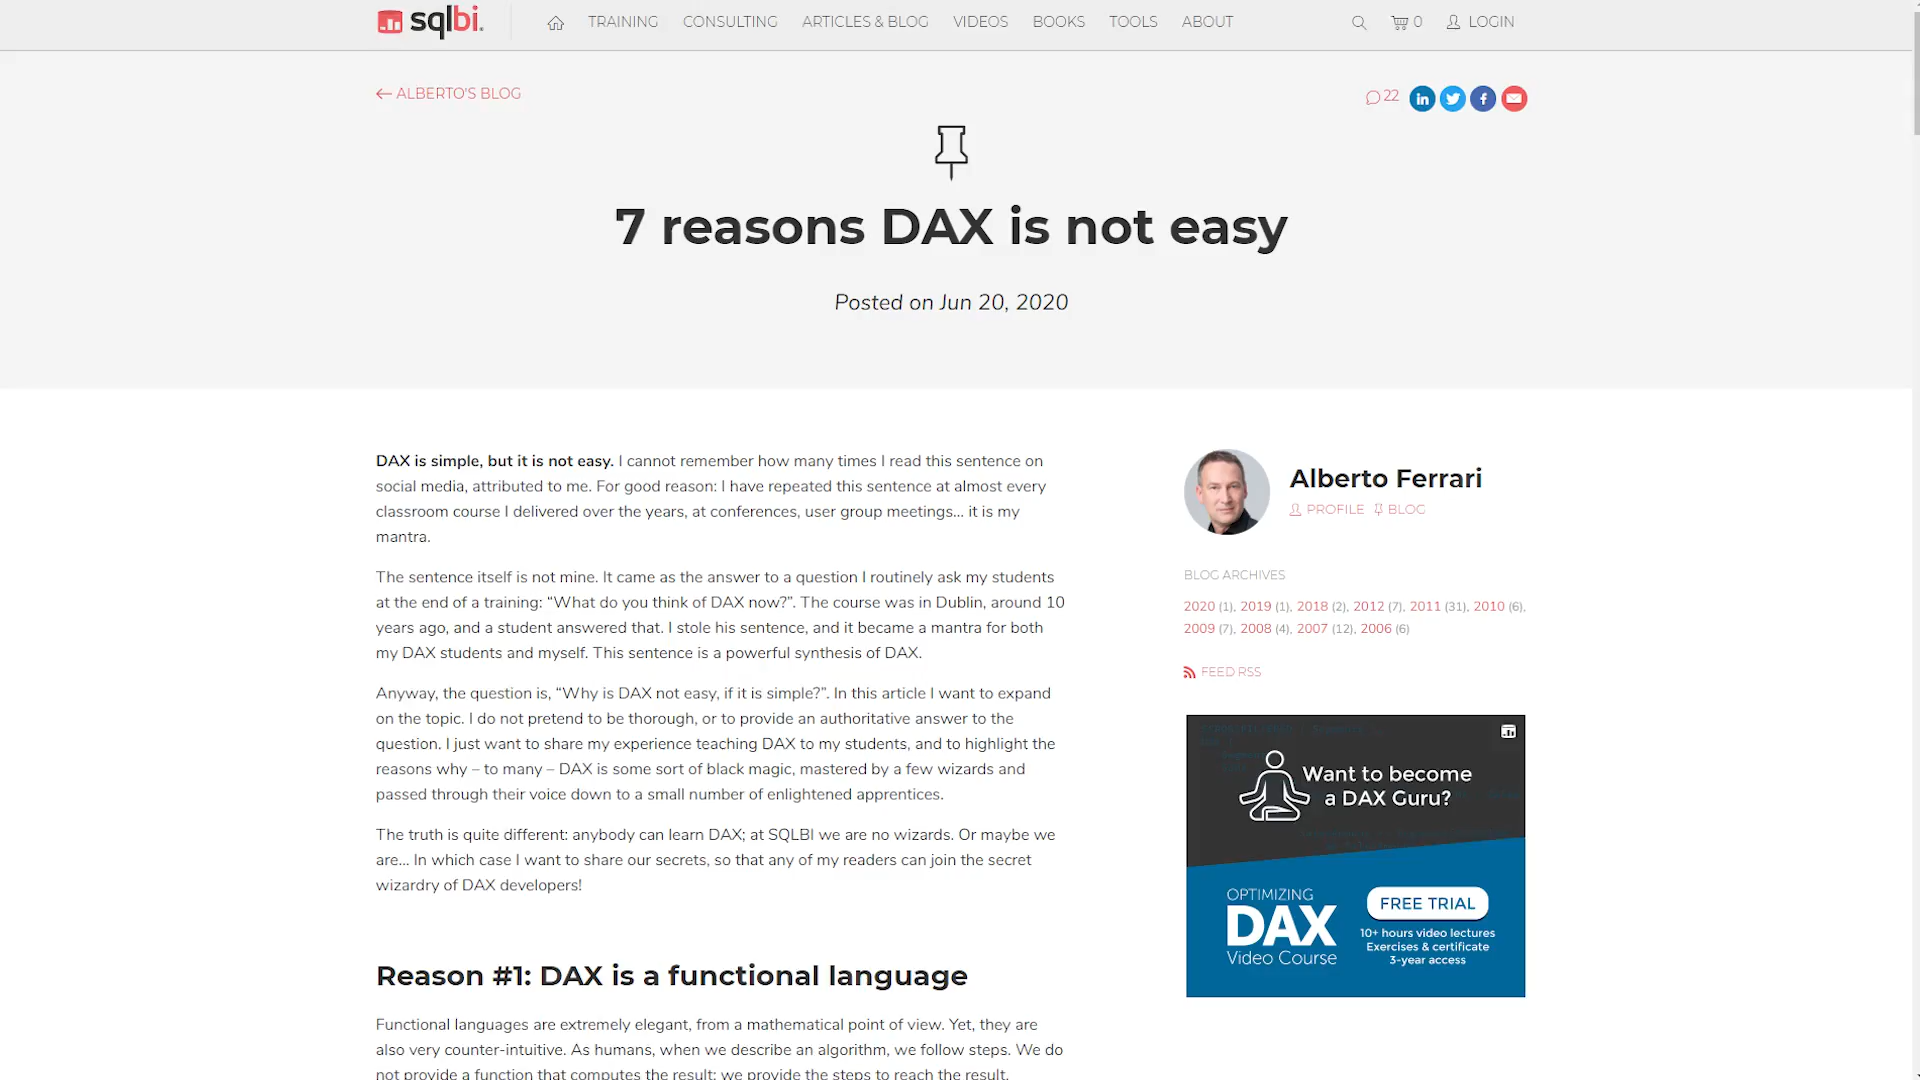 sqlbi.
TRAINING CONSULTING ARTICLES & BLOG VIDEOS BOOKS TOOLS ABOUT 0 LOGIN
← ALBERTO'S BLOG
22
7 reasons DAX is not easy
Posted on Jun 20, 2020
DAX is simple, but it is not easy. I cannot remember how many times I read this sentence on
social media, attributed to me. For good reason: I have repeated this sentence at almost every
classroom course I delivered over the years, at conferences, user group meetings… it is my
mantra.
The sentence itself is not mine. It came as the answer to a question I routinely ask my students
at the end of a training: “What do you think of DAX now?”. The course was in Dublin, around 10
years ago, and a student answered that. I stole his sentence, and it became a mantra for both
my DAX students and myself. This sentence is a powerful synthesis of DAX.
Anyway, the question is, “Why is DAX not easy, if it is simple?”. In this article I want to expand
on the topic. I do not pretend to be thorough, or to provide an authoritative answer to the
question. I just want to share my experience teaching DAX to my students, and to highlight the
reasons why – to many – DAX is some sort of black magic, mastered by a few wizards and
passed through their voice down to a small number of enlightened apprentices.
The truth is quite different: anybody can learn DAX; at SQLBI we are no wizards. Or maybe we
are… In which case I want to share our secrets, so that any of my readers can join the secret
wizardry of DAX developers!
Reason #1: DAX is a functional language
Functional languages are extremely elegant, from a mathematical point of view. Yet, they are
also very counter-intuitive. As humans, when we describe an algorithm, we follow steps. We do
not provide a function that computes the result; we provide the steps to reach the result.
Alberto Ferrari
PROFILE BLOG
BLOG ARCHIVES
2020 (1), 2019 (1), 2018 (2), 2012 (7), 2011 (31), 2010 (6),
2009 (7), 2008 (4), 2007 (12), 2006 (6)
FEED RSS
Want to become
a DAX Guru?
OPTIMIZING
DAX
Video Course
FREE TRIAL
10+ hours video lectures
Exercises & certificate
3-year access